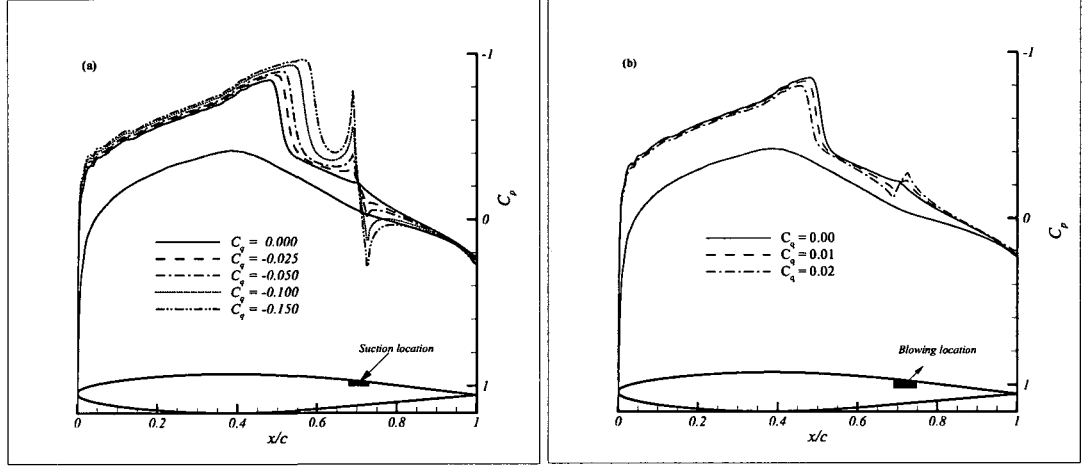 (a)
-1
0
1
C_p
C_q = 0.000
C_q = -0.025
C_q = -0.050
C_q = -0.100
C_q = -0.150
Suction location
0 0.2 0.4 0.6 0.8 1
x/c
(b)
-1
0
1
C_p
C_q = 0.00
C_q = 0.01
C_q = 0.02
Blowing location
0 0.2 0.4 0.6 0.8 1
x/c